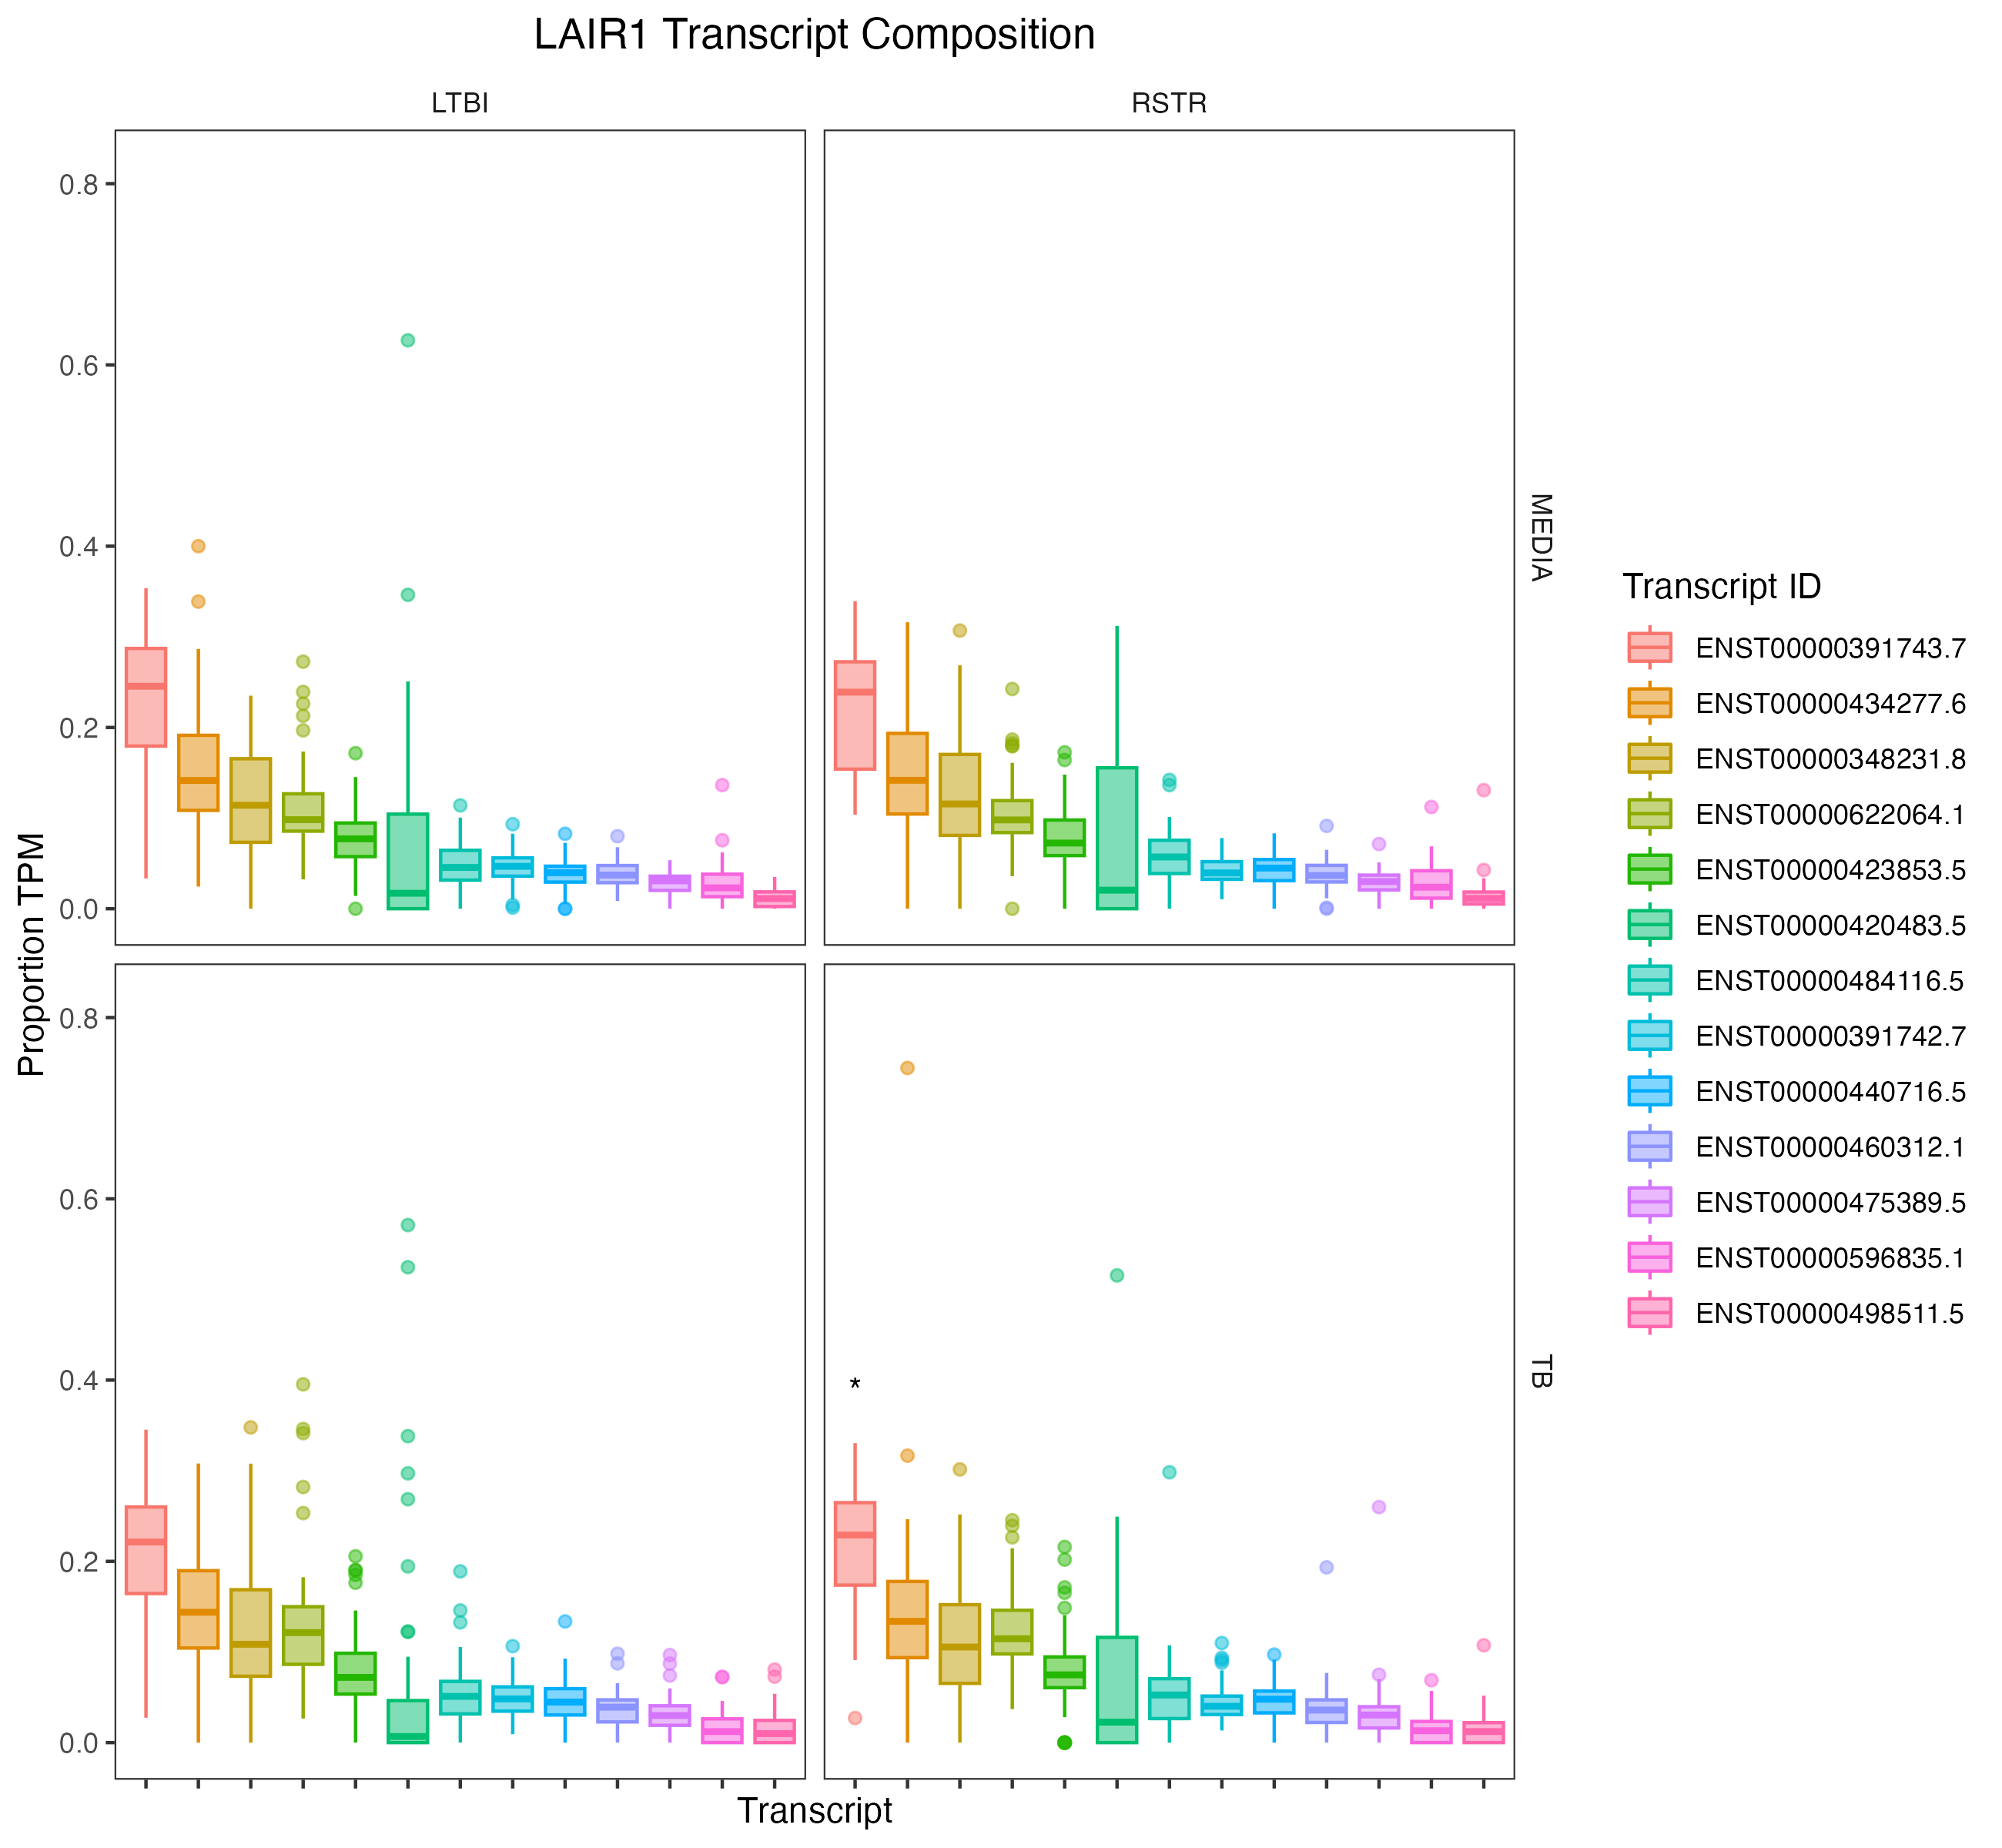 LAIR1 Transcript Composition
LTBI
RSTR
0.8
0.6
0.4
0.2
0.0
MEDIA
0.8
0.6
0.4
0.2
0.0
*
TB
Proportion TPM
Transcript
Transcript ID
ENST00000391743.7
ENST00000434277.6
ENST00000348231.8
ENST00000622064.1
ENST00000423853.5
ENST00000420483.5
ENST00000484116.5
ENST00000391742.7
ENST00000440716.5
ENST00000460312.1
ENST00000475389.5
ENST00000596835.1
ENST00000498511.5